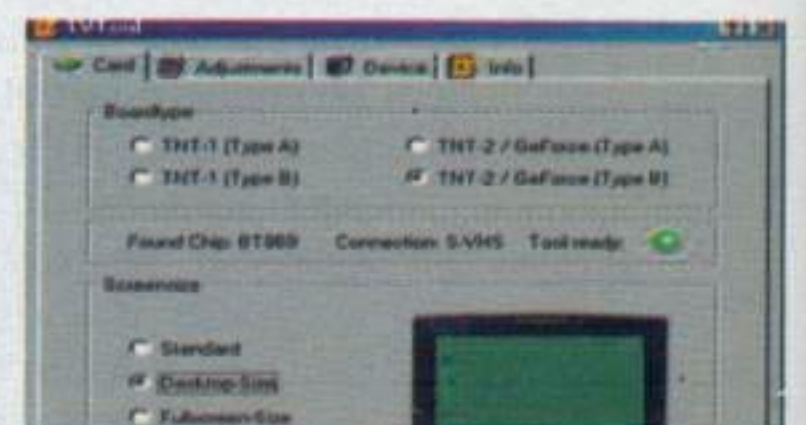 Card Adjustments Device Info
Boardtype
TNT-1 (Type A) TNT-2 / GeForce (Type A)
TNT-1 (Type B) TNT-2 / GeForce (Type B)
Found Chip: BT869 Connection: S-VHS Tool ready:
Screensize
Standard
Desktop-Size
Fullscreen-Size